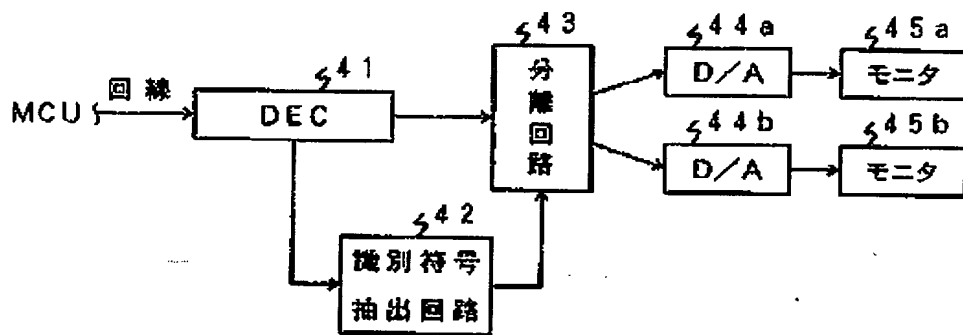 MCU
回線
41
DEC
43
分離回路
44a
D/A
45a
モニタ
44b
D/A
45b
モニタ
42
識別符号
抽出回路